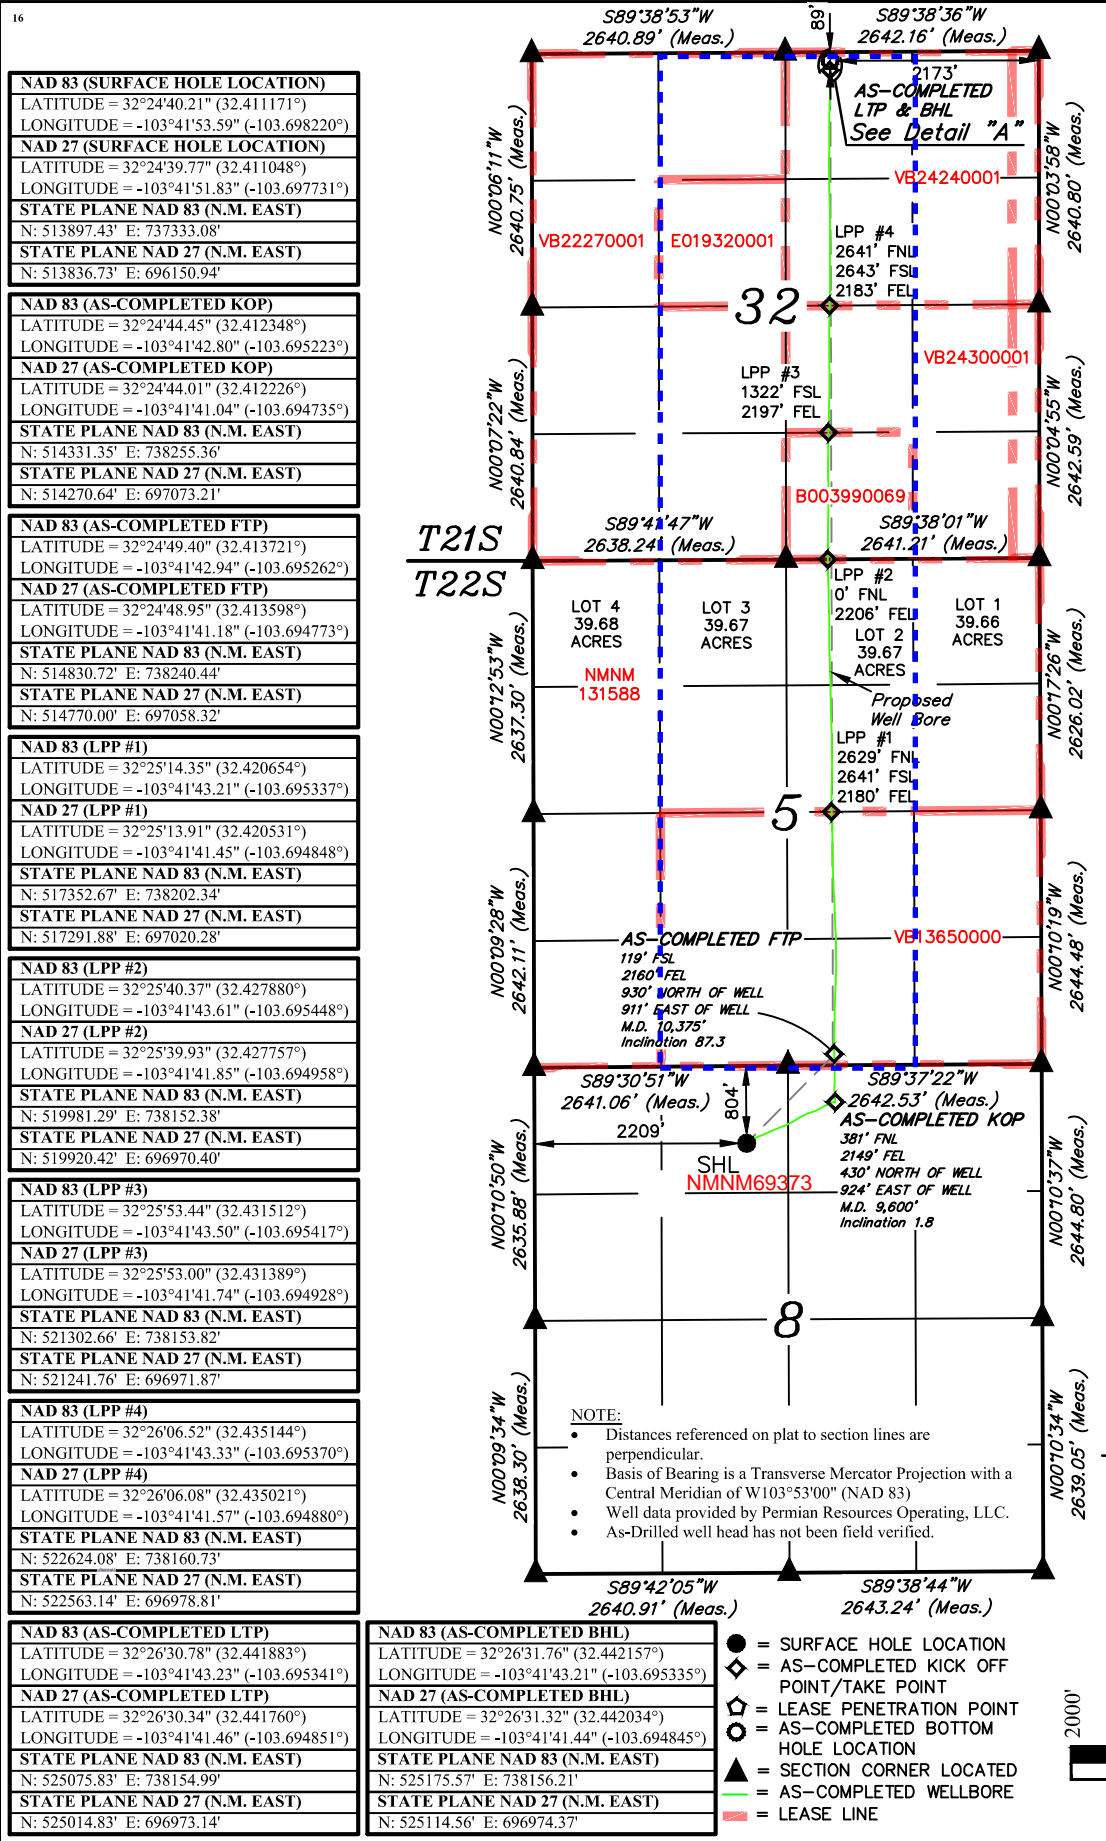 16
NAD 83 (SURFACE HOLE LOCATION)
LATITUDE = 32°24'40.21" (32.411171°)
LONGITUDE = -103°41'53.59" (-103.698220°)
NAD 27 (SURFACE HOLE LOCATION)
LATITUDE = 32°24'39.77" (32.411048°)
LONGITUDE = -103°41'51.83" (-103.697731°)
STATE PLANE NAD 83 (N.M. EAST)
N: 513897.43' E: 737333.08'
STATE PLANE NAD 27 (N.M. EAST)
N: 513836.73' E: 696150.94'
NAD 83 (AS-COMPLETED KOP)
LATITUDE = 32°24'44.45" (32.412348°)
LONGITUDE = -103°41'42.80" (-103.695223°)
NAD 27 (AS-COMPLETED KOP)
LATITUDE = 32°24'44.01" (32.412226°)
LONGITUDE = -103°41'41.04" (-103.694735°)
STATE PLANE NAD 83 (N.M. EAST)
N: 514331.35' E: 738255.36'
STATE PLANE NAD 27 (N.M. EAST)
N: 514270.64' E: 697073.21'
NAD 83 (AS-COMPLETED FTP)
LATITUDE = 32°24'49.40" (32.413721°)
LONGITUDE = -103°41'42.94" (-103.695262°)
NAD 27 (AS-COMPLETED FTP)
LATITUDE = 32°24'48.95" (32.413598°)
LONGITUDE = -103°41'41.18" (-103.694773°)
STATE PLANE NAD 83 (N.M. EAST)
N: 514830.72' E: 738240.44'
STATE PLANE NAD 27 (N.M. EAST)
N: 514770.00' E: 697058.32'
NAD 83 (LPP #1)
LATITUDE = 32°25'14.35" (32.420654°)
LONGITUDE = -103°41'43.21" (-103.695337°)
NAD 27 (LPP #1)
LATITUDE = 32°25'13.91" (32.420531°)
LONGITUDE = -103°41'41.45" (-103.694848°)
STATE PLANE NAD 83 (N.M. EAST)
N: 517352.67' E: 738202.34'
STATE PLANE NAD 27 (N.M. EAST)
N: 517291.88' E: 697020.28'
NAD 83 (LPP #2)
LATITUDE = 32°25'40.37" (32.427880°)
LONGITUDE = -103°41'43.61" (-103.695448°)
NAD 27 (LPP #2)
LATITUDE = 32°25'39.93" (32.427757°)
LONGITUDE = -103°41'41.85" (-103.694958°)
STATE PLANE NAD 83 (N.M. EAST)
N: 519981.29' E: 738152.38'
STATE PLANE NAD 27 (N.M. EAST)
N: 519920.42' E: 696970.40'
NAD 83 (LPP #3)
LATITUDE = 32°25'53.44" (32.431512°)
LONGITUDE = -103°41'43.50" (-103.695417°)
NAD 27 (LPP #3)
LATITUDE = 32°25'53.00" (32.431389°)
LONGITUDE = -103°41'41.74" (-103.694928°)
STATE PLANE NAD 83 (N.M. EAST)
N: 521302.66' E: 738153.82'
STATE PLANE NAD 27 (N.M. EAST)
N: 521241.76' E: 696971.87'
NAD 83 (LPP #4)
LATITUDE = 32°26'06.52" (32.435144°)
LONGITUDE = -103°41'43.33" (-103.695370°)
NAD 27 (LPP #4)
LATITUDE = 32°26'06.08" (32.435021°)
LONGITUDE = -103°41'41.57" (-103.694880°)
STATE PLANE NAD 83 (N.M. EAST)
N: 522624.08' E: 738160.73'
STATE PLANE NAD 27 (N.M. EAST)
N: 522563.14' E: 696978.81'
NAD 83 (AS-COMPLETED LTP)
LATITUDE = 32°26'30.78" (32.441883°)
LONGITUDE = -103°41'43.23" (-103.695341°)
NAD 27 (AS-COMPLETED LTP)
LATITUDE = 32°26'30.34" (32.441760°)
LONGITUDE = -103°41'41.46" (-103.694851°)
STATE PLANE NAD 83 (N.M. EAST)
N: 525075.83' E: 738154.99'
STATE PLANE NAD 27 (N.M. EAST)
N: 525014.83' E: 696973.14'
NAD 83 (AS-COMPLETED BHL)
LATITUDE = 32°26'31.76" (32.442157°)
LONGITUDE = -103°41'43.21" (-103.695335°)
NAD 27 (AS-COMPLETED BHL)
LATITUDE = 32°26'31.32" (32.442034°)
LONGITUDE = -103°41'41.44" (-103.694845°)
STATE PLANE NAD 83 (N.M. EAST)
N: 525175.57' E: 738156.21'
STATE PLANE NAD 27 (N.M. EAST)
N: 525114.56' E: 696974.37'
S89°38'53"W
2640.89' (Meas.)
89'
S89°38'36"W
2642.16' (Meas.)
2173'
AS-COMPLETED
LTP & BHL
See Detail "A"
N00°06'11"W
2640.75' (Meas.)
N00°03'58"W
2640.80' (Meas.)
VB24240001
VB22270001
E019320001
LPP #4
2641' FNL
2643' FSL
2183' FEL
32
VB24300001
LPP #3
1322' FSL
2197' FEL
N00°07'22"W
2640.84' (Meas.)
N00°04'55"W
2642.59' (Meas.)
B003990069
T21S
T22S
S89°41'47"W
2638.24' (Meas.)
S89°38'01"W
2641.21' (Meas.)
LPP #2
0' FNL
2206' FEL
LOT 4
39.68
ACRES
LOT 3
39.67
ACRES
LOT 2
39.67
ACRES
LOT 1
39.66
ACRES
NMNM
131588
N00°12'53"W
2637.30' (Meas.)
N00°17'26"W
2626.02' (Meas.)
Proposed
Well Bore
LPP #1
2629' FNL
2641' FSL
2180' FEL
5
N00°09'28"W
2642.11' (Meas.)
N00°10'19"W
2644.48' (Meas.)
AS-COMPLETED FTP
119' FSL
2160' FEL
930' NORTH OF WELL
911' EAST OF WELL
M.D. 10,375'
Inclination 87.3
VB13650000
S89°30'51"W
2641.06' (Meas.)
804'
S89°37'22"W
2642.53' (Meas.)
AS-COMPLETED KOP
381' FNL
2149' FEL
430' NORTH OF WELL
924' EAST OF WELL
M.D. 9,600'
Inclination 1.8
2209'
SHL
NMNM69373
N00°10'50"W
2635.88' (Meas.)
N00°10'37"W
2644.80' (Meas.)
8
N00°09'34"W
2638.30' (Meas.)
N00°10'34"W
2639.05' (Meas.)
NOTE:
• Distances referenced on plat to section lines are
perpendicular.
• Basis of Bearing is a Transverse Mercator Projection with a
Central Meridian of W103°53'00" (NAD 83)
• Well data provided by Permian Resources Operating, LLC.
• As-Drilled well head has not been field verified.
S89°42'05"W
2640.91' (Meas.)
S89°38'44"W
2643.24' (Meas.)
= SURFACE HOLE LOCATION
= AS-COMPLETED KICK OFF
POINT/TAKE POINT
= LEASE PENETRATION POINT
= AS-COMPLETED BOTTOM
HOLE LOCATION
= SECTION CORNER LOCATED
= AS-COMPLETED WELLBORE
= LEASE LINE
2000'